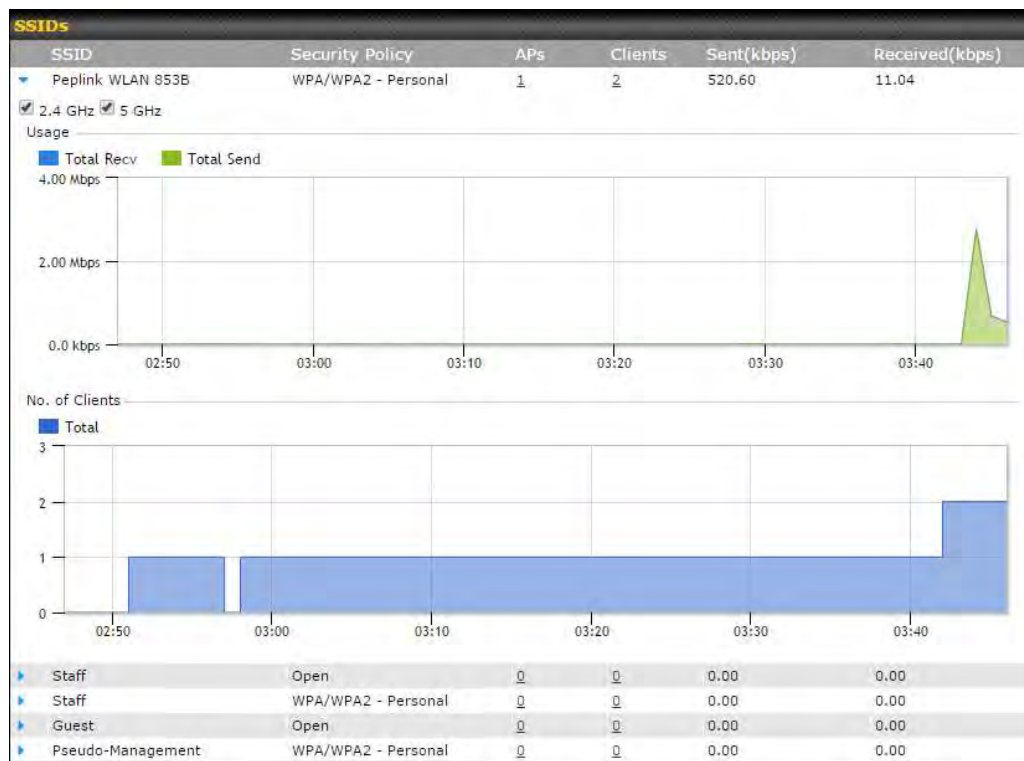 SSIDs
SSID Security Policy APs Clients Sent(kbps) Received(kbps)
Peplink WLAN 853B WPA/WPA2 - Personal 1 2 520.60 11.04
2.4 GHz 5 GHz
Usage
Total Recv Total Send
4.00 Mbps
2.00 Mbps
0.0 kbps
02:50 03:00 03:10 03:20 03:30 03:40
No. of Clients
Total
3
2
1
0
02:50 03:00 03:10 03:20 03:30 03:40
Staff Open 0 0 0.00 0.00
Staff WPA/WPA2 - Personal 0 0 0.00 0.00
Guest Open 0 0 0.00 0.00
Pseudo-Management WPA/WPA2 - Personal 0 0 0.00 0.00